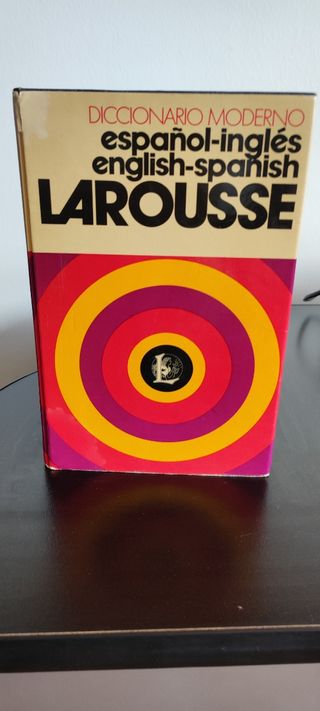 DICCIONARIO MODERNO
español-inglés
english-spanish
LAROUSSE
L